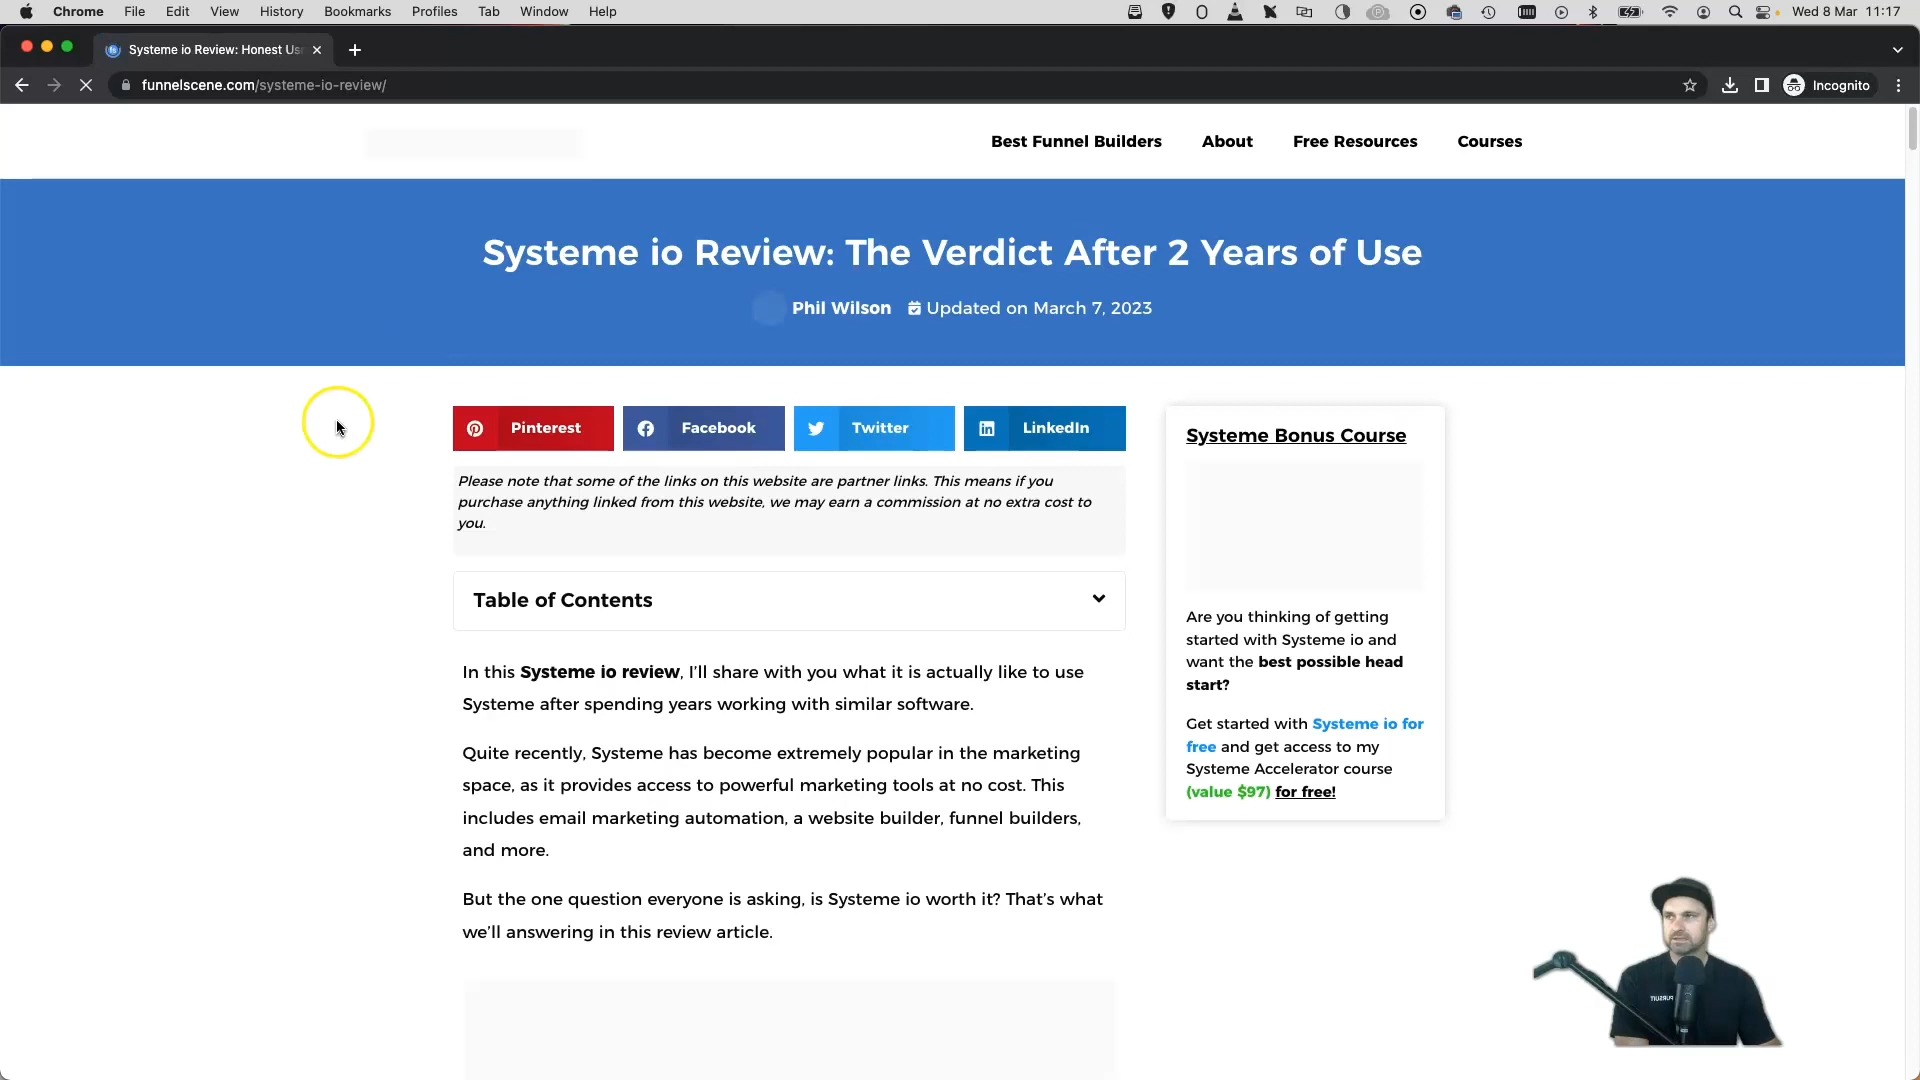 Chrome File Edit View History Bookmarks Profiles Tab Window Help Wed 8 Mar 11:17
Systeme io Review: Honest Us
funnelscene.com/systeme-io-review/ Incognito
Best Funnel Builders About Free Resources Courses
Systeme io Review: The Verdict After 2 Years of Use
Phil Wilson Updated on March 7, 2023
Pinterest Facebook Twitter LinkedIn
Please note that some of the links on this website are partner links. This means if you
purchase anything linked from this website, we may earn a commission at no extra cost to
you.
Table of Contents
In this Systeme io review, I'll share with you what it is actually like to use
Systeme after spending years working with similar software.
Quite recently, Systeme has become extremely popular in the marketing
space, as it provides access to powerful marketing tools at no cost. This
includes email marketing automation, a website builder, funnel builders,
and more.
But the one question everyone is asking, is Systeme io worth it? That's what
we'll answering in this review article.
Systeme Bonus Course
Are you thinking of getting
started with Systeme io and
want the best possible head
start?
Get started with Systeme io for
free and get access to my
Systeme Accelerator course
(value $97) for free!